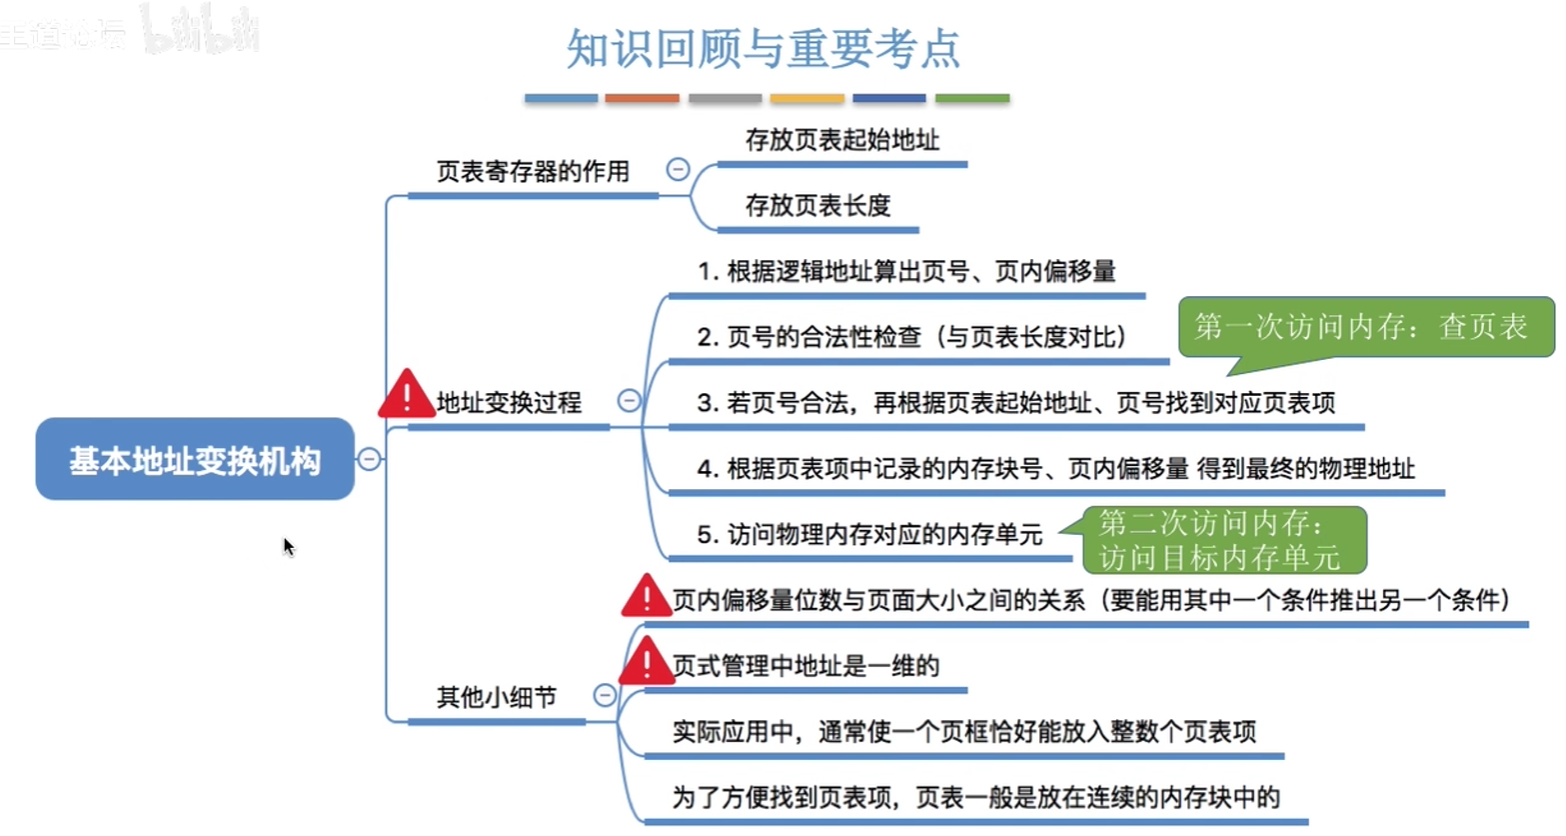 王道论坛 bilibili
知识回顾与重要考点
存放页表起始地址
页表寄存器的作用
存放页表长度
1. 根据逻辑地址算出页号、页内偏移量
2. 页号的合法性检查（与页表长度对比）
第一次访问内存：查页表
地址变换过程
3. 若页号合法，再根据页表起始地址、页号找到对应页表项
基本地址变换机构
4. 根据页表项中记录的内存块号、页内偏移量 得到最终的物理地址
5. 访问物理内存对应的内存单元
第二次访问内存：
访问目标内存单元
页内偏移量位数与页面大小之间的关系（要能用其中一个条件推出另一个条件）
页式管理中地址是一维的
其他小细节
实际应用中，通常使一个页框恰好能放入整数个页表项
为了方便找到页表项，页表一般是放在连续的内存块中的